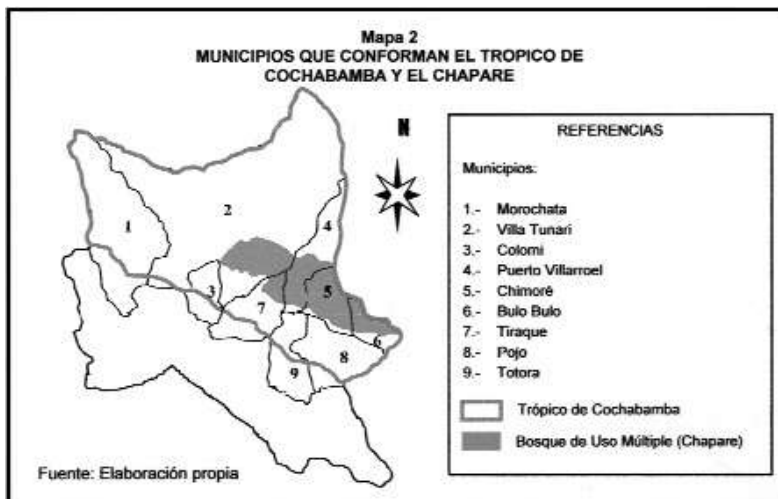 Mapa 2
MUNICIPIOS QUE CONFORMAN EL TROPICO DE
COCHABAMBA Y EL CHAPARE
N
1
2
4
3
5
7
6
8
9
REFERENCIAS
Municipios:
1.- Morochata
2.- Villa Tunari
3.- Colomi
4.- Puerto Villarroel
5.- Chimoré
6.- Bulo Bulo
7.- Tiraque
8.- Pojo
9.- Totora
Trópico de Cochabamba
Bosque de Uso Múltiple (Chapare)
Fuente: Elaboración propia